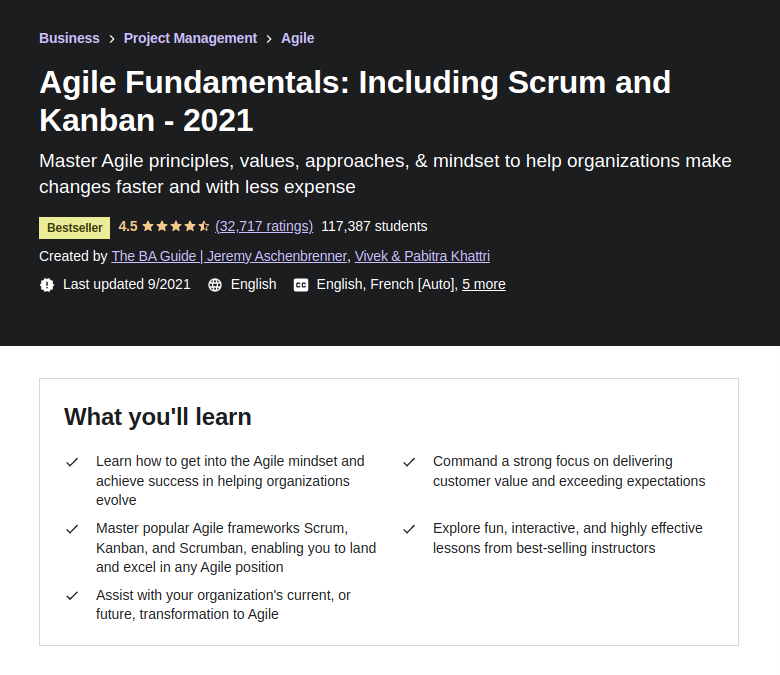 Business > Project Management > Agile
Agile Fundamentals: Including Scrum and
Kanban - 2021
Master Agile principles, values, approaches, & mindset to help organizations make
changes faster and with less expense
Bestseller 4.5 (32,717 ratings) 117,387 students
Created by The BA Guide | Jeremy Aschenbrenner, Vivek & Pabitra Khattri
Last updated 9/2021 English CC English, French [Auto], 5 more
What you'll learn
Learn how to get into the Agile mindset and
achieve success in helping organizations
evolve
Command a strong focus on delivering
customer value and exceeding expectations
Master popular Agile frameworks Scrum,
Kanban, and Scrumban, enabling you to land
and excel in any Agile position
Explore fun, interactive, and highly effective
lessons from best-selling instructors
Assist with your organization's current, or
future, transformation to Agile